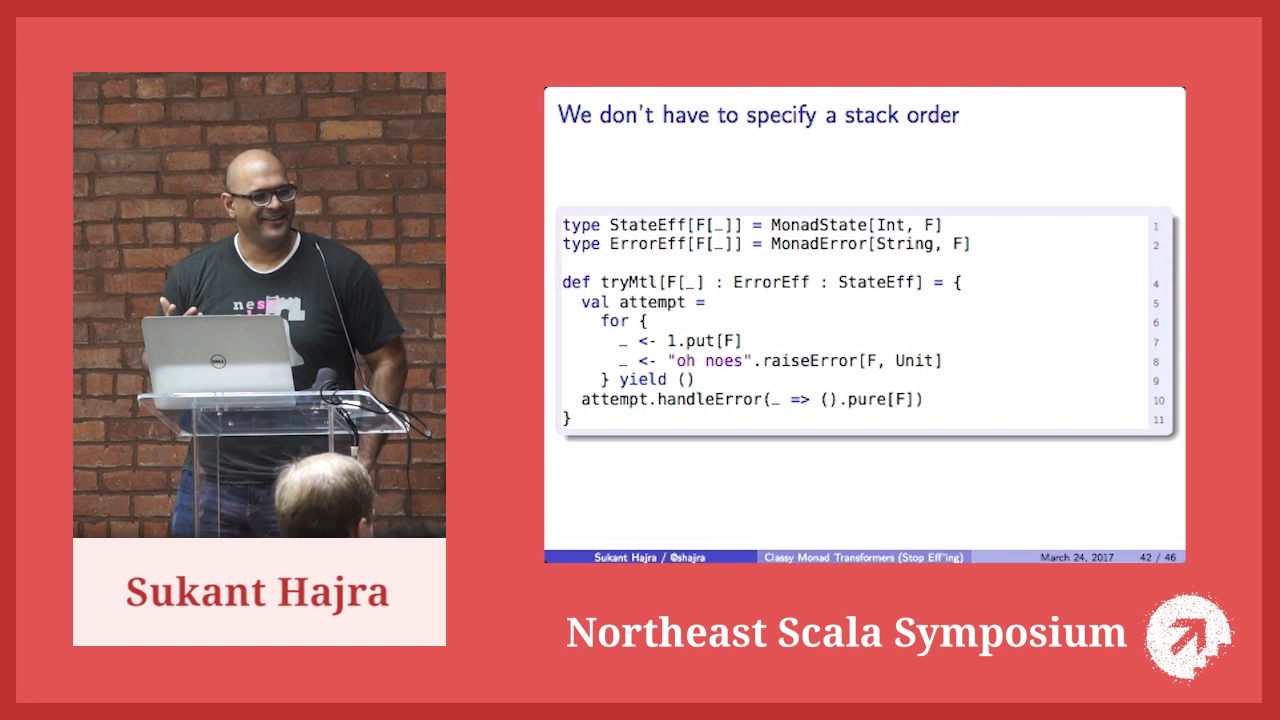 We don't have to specify a stack order
type StateEff[F[_]] = MonadState[Int, F] 1
type ErrorEff[F[_]] = MonadError[String, F] 2
def tryMtl[F[_] : ErrorEff : StateEff] = { 4
val attempt = 5
for { 6
_ <- 1.put[F] 7
_ <- "oh noes".raiseError[F, Unit] 8
} yield () 9
attempt.handleError(_ => ().pure[F]) 10
} 11
Sukant Hajra / @shajra Classy Monad Transformers (Stop Eff'ing) March 24, 2017 42 / 46
DELL
Sukant Hajra
Northeast Scala Symposium